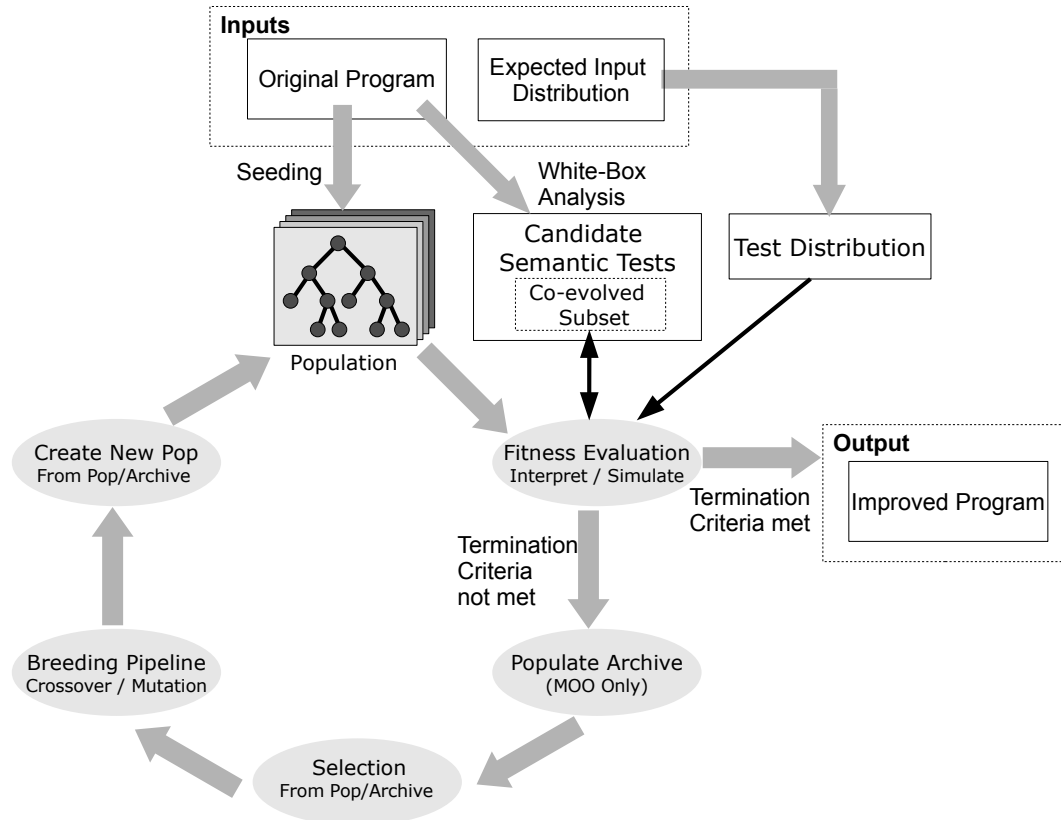 Inputs
Original Program
Expected Input
Distribution
Seeding
White-Box
Analysis
Candidate
Semantic Tests
Co-evolved
Subset
Test Distribution
Population
Create New Pop
From Pop/Archive
Fitness Evaluation
Interpret / Simulate
Output
Improved Program
Termination
Criteria met
Termination
Criteria
not met
Breeding Pipeline
Crossover / Mutation
Populate Archive
(MOO Only)
Selection
From Pop/Archive